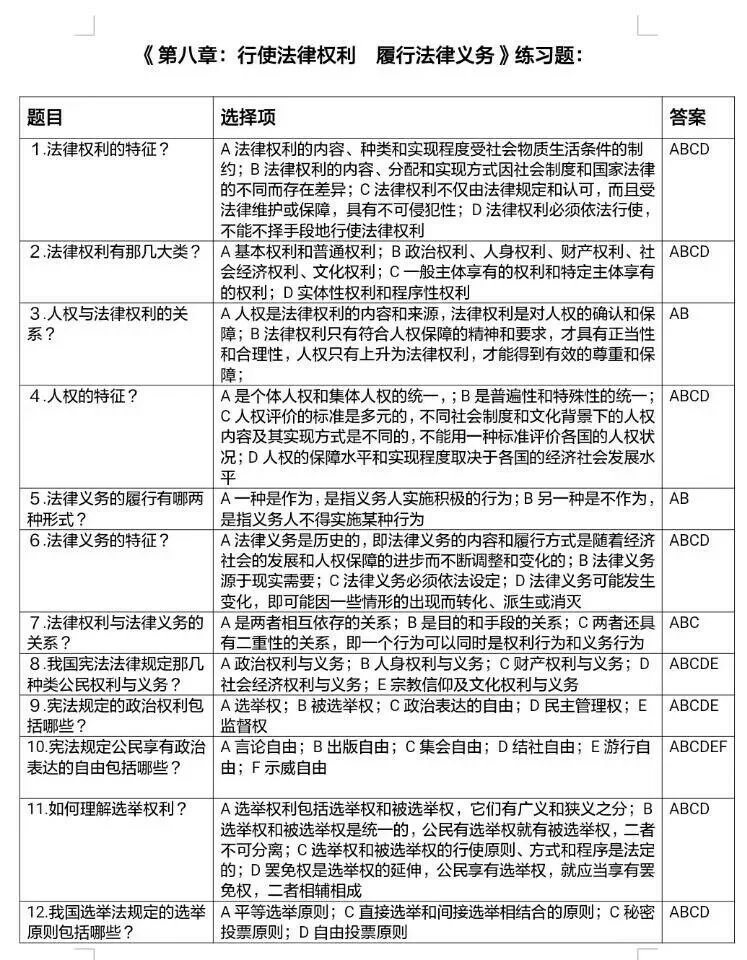 《第八章：行使法律权利　履行法律义务》练习题：
题目 选择项 答案
1.法律权利的特征？ A 法律权利的内容、种类和实现程度受社会物质生活条件的制 ABCD
约；B 法律权利的内容、分配和实现方式因社会制度和国家法律
的不同而存在差异；C 法律权利不仅由法律规定和认可，而且受
法律维护或保障，具有不可侵犯性；D 法律权利必须依法行使，
不能不择手段地行使法律权利
2.法律权利有那几大类？ A 基本权利和普通权利；B 政治权利、人身权利、财产权利、社 ABCD
会经济权利、文化权利；C 一般主体享有的权利和特定主体享有
的权利；D 实体性权利和程序性权利
3.人权与法律权利的关 A 人权是法律权利的内容和来源，法律权利是对人权的确认和保 AB
系？ 障；B 法律权利只有符合人权保障的精神和要求，才具有正当性
和合理性，人权只有上升为法律权利，才能得到有效的尊重和保
障；
4.人权的特征？ A 是个体人权和集体人权的统一，；B 是普遍性和特殊性的统一； ABCD
C 人权评价的标准是多元的，不同社会制度和文化背景下的人权
内容及其实现方式是不同的，不能用一种标准评价各国的人权状
况；D 人权的保障水平和实现程度取决于各国的经济社会发展水
平
5.法律义务的履行有哪两 A 一种是作为，是指义务人实施积极的行为；B 另一种是不作为， AB
种形式？ 是指义务人不得实施某种行为
6.法律义务的特征？ A 法律义务是历史的，即法律义务的内容和履行方式是随着经济 ABCD
社会的发展和人权保障的进步而不断调整和变化的；B 法律义务
源于现实需要；C 法律义务必须依法设定；D 法律义务可能发生
变化，即可能因一些情形的出现而转化、派生或消灭
7.法律权利与法律义务的 A 是两者相互依存的关系；B 是目的和手段的关系；C 两者还具 ABC
关系？ 有二重性的关系，即一个行为可以同时是权利行为和义务行为
8.我国宪法法律规定那几 A 政治权利与义务；B 人身权利与义务；C 财产权利与义务；D ABCDE
种类公民权利与义务？ 社会经济权利与义务；E 宗教信仰及文化权利与义务
9.宪法规定的政治权利包 A 选举权；B 被选举权；C 政治表达的自由；D 民主管理权；E ABCDE
括哪些？ 监督权
10.宪法规定公民享有政治 A 言论自由；B 出版自由；C 集会自由；D 结社自由；E 游行自 ABCDEF
表达的自由包括哪些？ 由；F 示威自由
11.如何理解选举权利？ A 选举权利包括选举权和被选举权，它们有广义和狭义之分；B ABCD
选举权和被选举权是统一的，公民有选举权就有被选举权，二者
不可分离；C 选举权和被选举权的行使原则、方式和程序是法定
的；D 罢免权是选举权的延伸，公民享有选举权，就应当享有罢
免权，二者相辅相成
12.我国选举法规定的选举 A 平等选举原则；C 直接选举和间接选举相结合的原则；C 秘密 ABCD
原则包括哪些？ 投票原则；D 自由投票原则